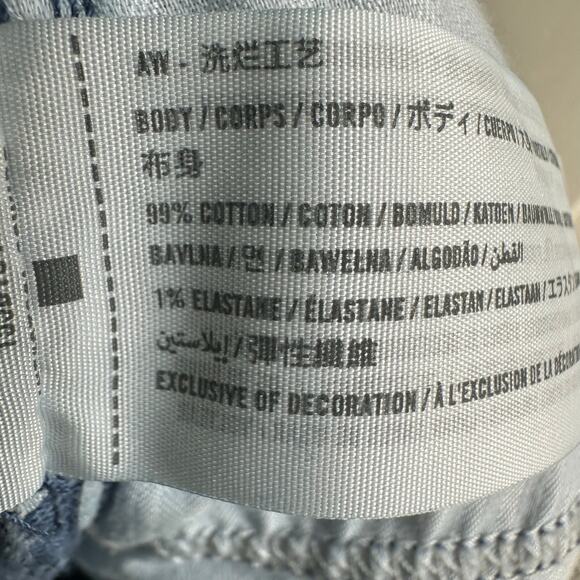 AW - 洗烂工艺
BODY / CORPS / CORPO / ボディ / CUERPO /
布身
99% COTTON / COTON / BOMULD / KATOEN /
BAVLNA / 면 / BAWEŁNA / ALGODÃO / القطن
1% ELASTANE / ÉLASTANE / ELASTAN / ELASTAAN /
إيلاستين / 彈性纖維
EXCLUSIVE OF DECORATION / À L'EXCLUSION DE LA